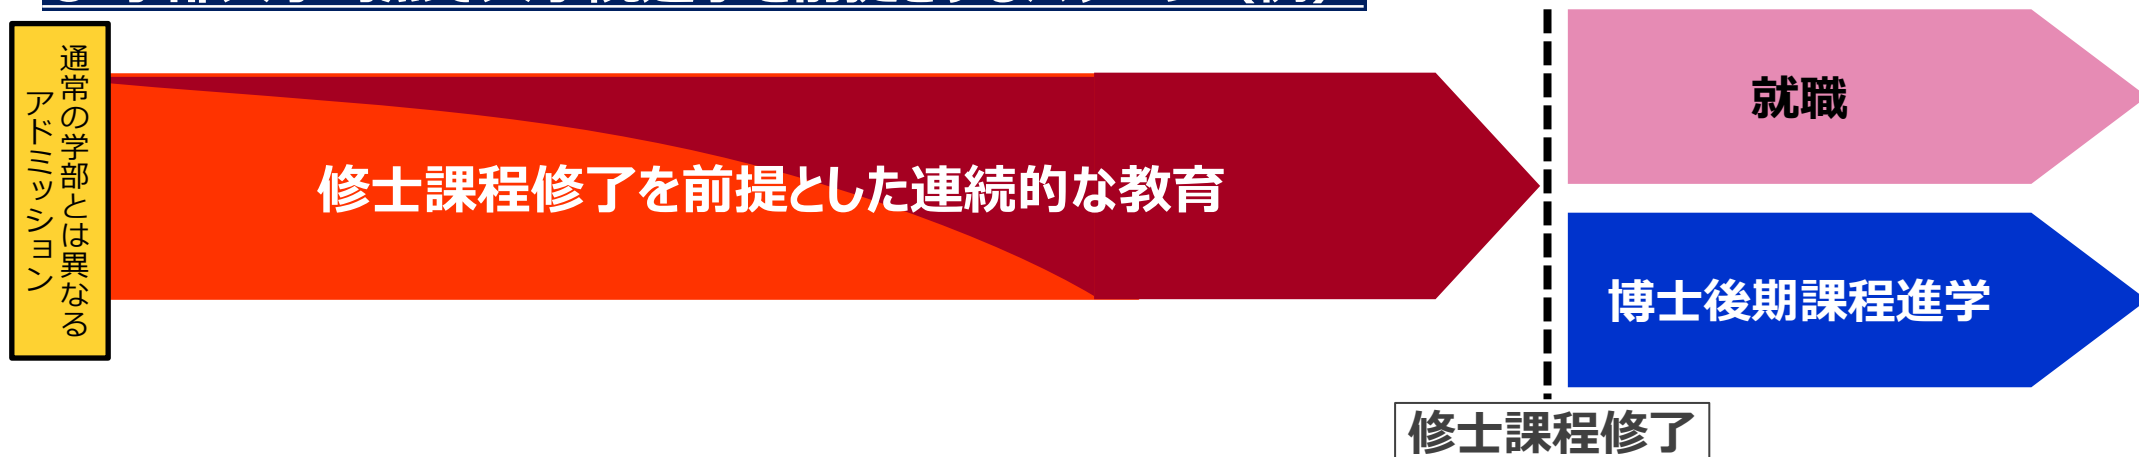 通常の学部とは異なる
アドミッション
修士課程修了を前提とした連続的な教育
就職
博士後期課程進学
修士課程修了